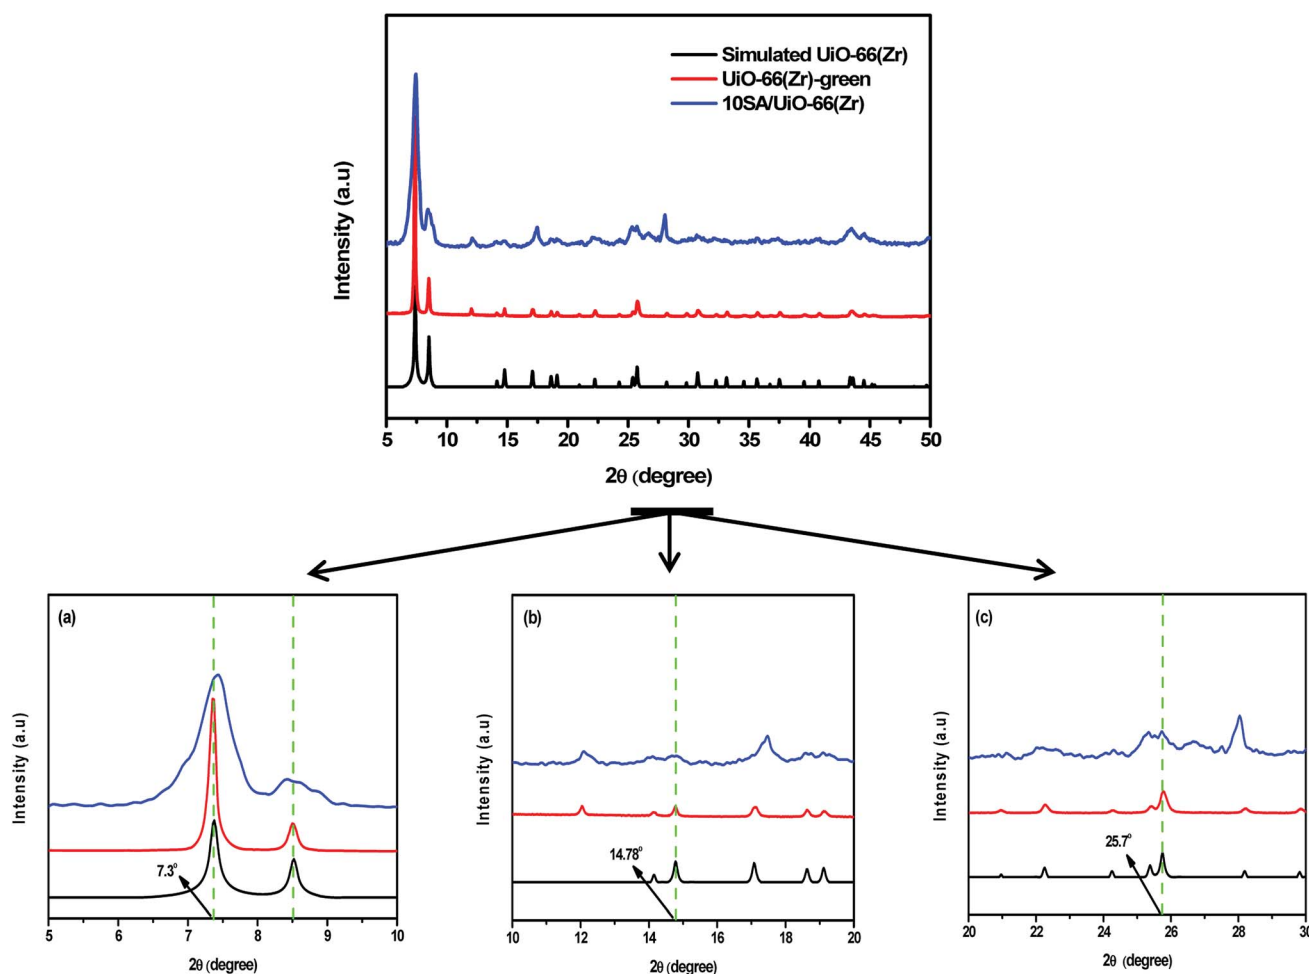 Simulated UiO-66(Zr)
UiO-66(Zr)-green
10SA/UiO-66(Zr)
Intensity (a.u)
5 10 15 20 25 30 35 40 45 50
2θ (degree)
(a)
Intensity (a.u)
7.3°
5 6 7 8 9 10
2θ (degree)
(b)
Intensity (a.u)
14.78°
10 12 14 16 18 20
2θ (degree)
(c)
Intensity (a.u)
25.7°
20 22 24 26 28 30
2θ (degree)